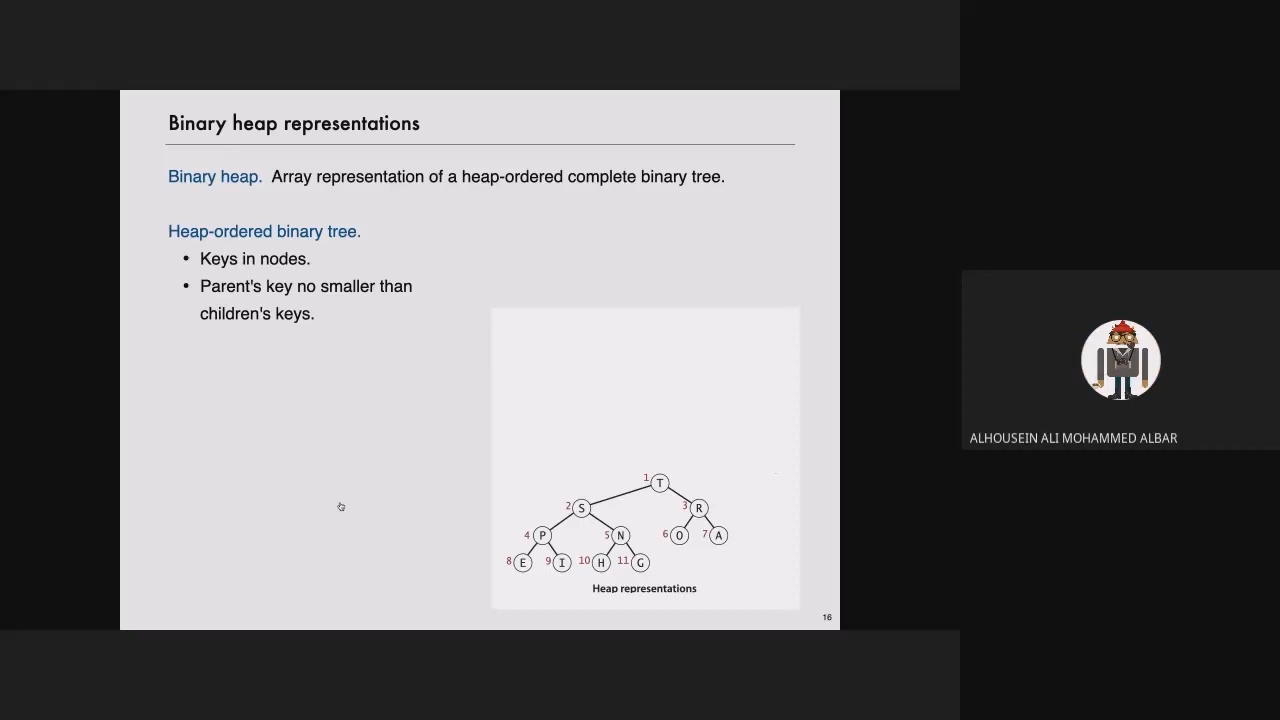 Binary heap representations
Binary heap. Array representation of a heap-ordered complete binary tree.
Heap-ordered binary tree.
• Keys in nodes.
• Parent's key no smaller than
children's keys.
1 T
2 S 3 R
4 P 5 N 6 O 7 A
8 E 9 I 10 H 11 G
Heap representations
16
ALHOUSEIN ALI MOHAMMED ALBAR